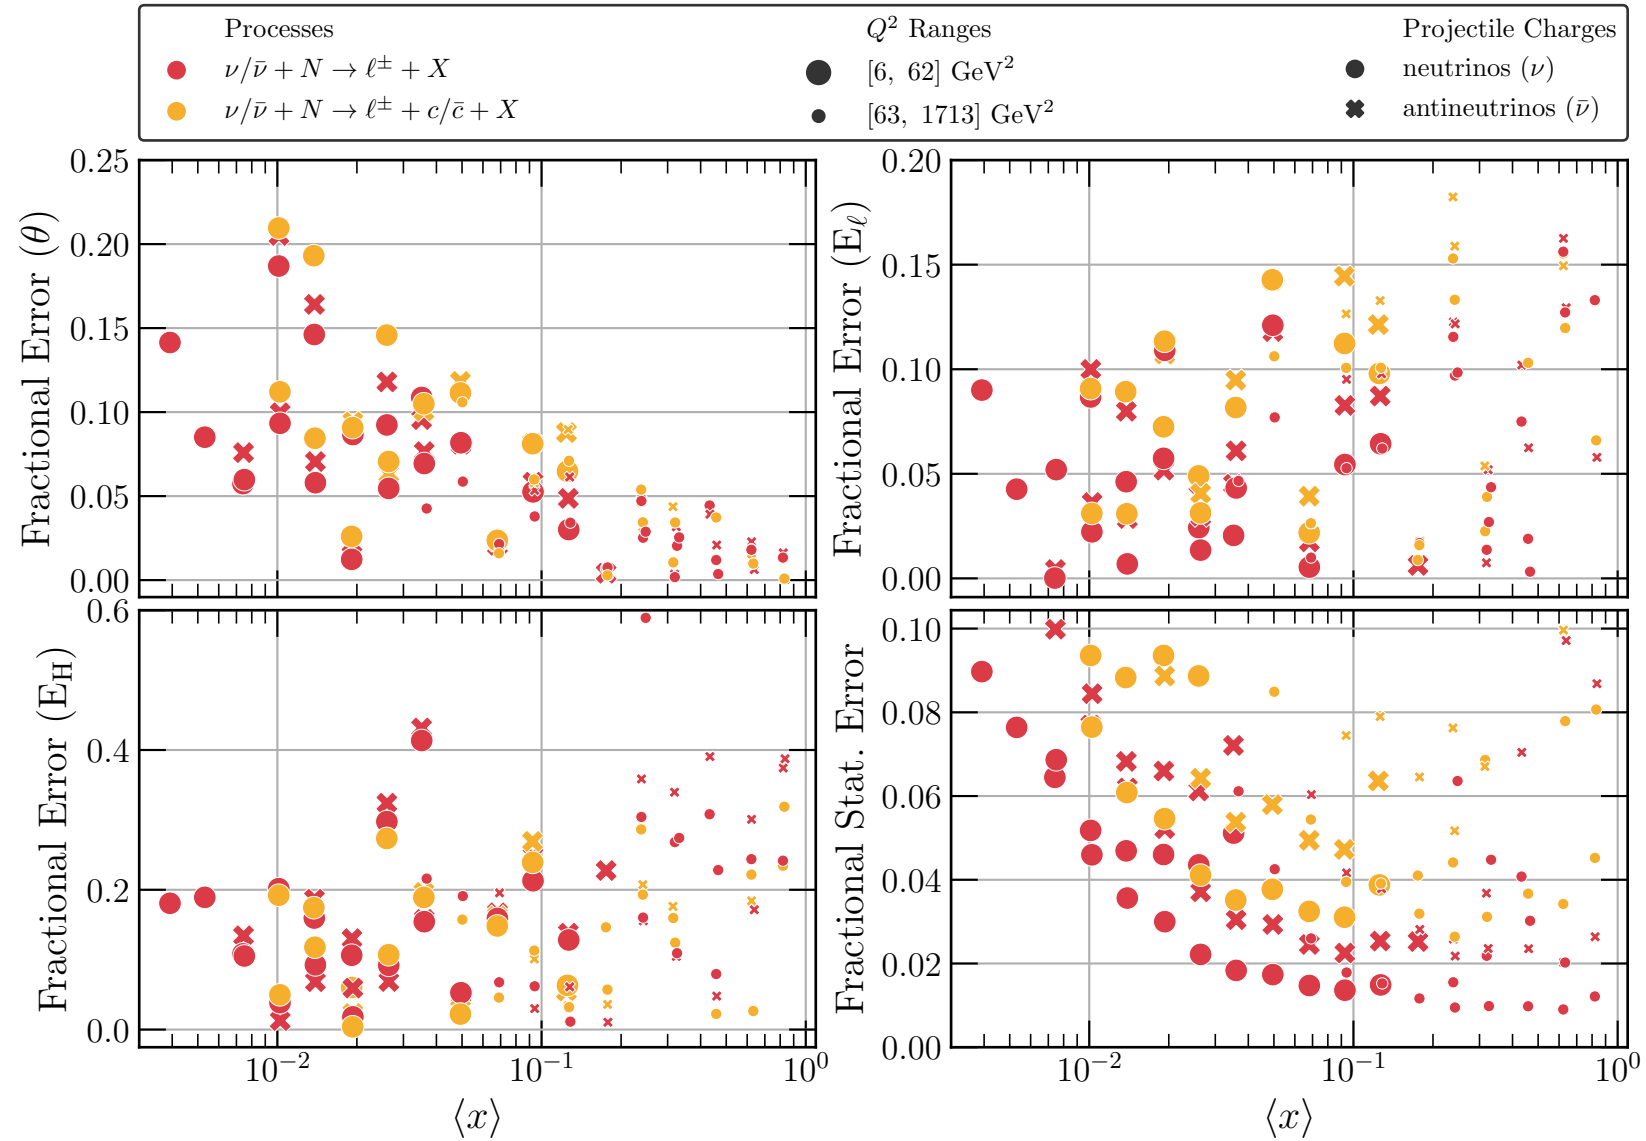 Processes
ν/ν̄ + N → ℓ± + X
ν/ν̄ + N → ℓ± + c/c̄ + X
Q² Ranges
[6, 62] GeV²
[63, 1713] GeV²
Projectile Charges
neutrinos (ν)
antineutrinos (ν̄)
Fractional Error (θ)
0.25
0.20
0.15
0.10
0.05
0.00
Fractional Error (E_ℓ)
0.20
0.15
0.10
0.05
0.00
Fractional Error (E_H)
0.6
0.4
0.2
0.0
10⁻² 10⁻¹ 10⁰
⟨x⟩
Fractional Stat. Error
0.10
0.08
0.06
0.04
0.02
0.00
10⁻² 10⁻¹ 10⁰
⟨x⟩